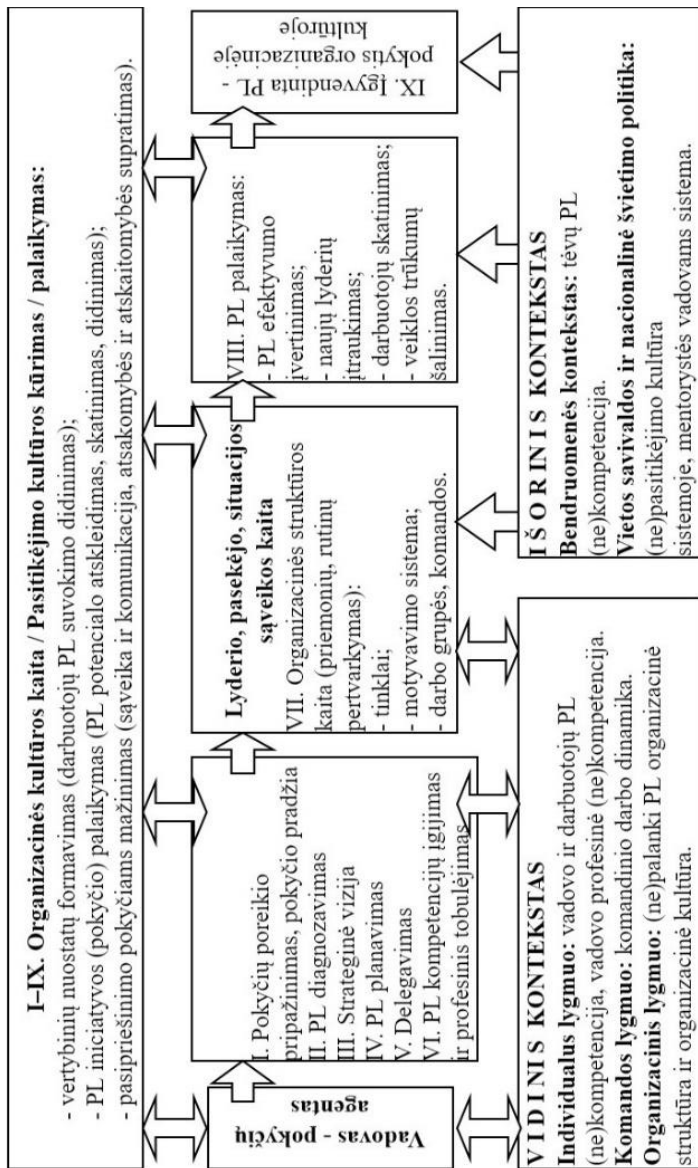 I–IX. Organizacinės kultūros kaita / Pasitikėjimo kultūros kūrimas / palaikymas:
- vertybinių nuostatų formavimas (darbuotojų PL suvokimo didinimas);
- PL iniciatyvos (pokyčio) palaikymas (PL potencialo atskleidimas, skatinimas, didinimas);
- pasipriešinimo pokyčiams mažinimas (sąveika ir komunikacija, atsakomybės ir atskaitomybės supratimas).
Vadovas - pokyčių
agentas
I. Pokyčių poreikio
pripažinimas, pokyčio pradžia
II. PL diagnozavimas
III. Strateginė vizija
IV. PL planavimas
V. Delegavimas
VI. PL kompetencijų įgijimas
ir profesinis tobulėjimas
Lyderio, pasekėjo, situacijos
sąveikos kaita
VII. Organizacinės struktūros
kaita (priemonių, rutinų
pertvarkymas):
- tinklai;
- motyvavimo sistema;
- darbo grupės, komandos.
VIII. PL palaikymas:
- PL efektyvumo
įvertinimas;
- naujų lyderių
įtraukimas;
- darbuotojų skatinimas;
- veiklos trūkumų
šalinimas.
IX. Įgyvendinta PL -
pokytis organizacinėje
kultūroje
VIDINIS KONTEKSTAS
Individualus lygmuo: vadovo ir darbuotojų PL
(ne)kompetencija, vadovo profesinė (ne)kompetencija.
Komandos lygmuo: komandinio darbo dinamika.
Organizacinis lygmuo: (ne)palanki PL organizacinė
struktūra ir organizacinė kultūra.
IŠORINIS KONTEKSTAS
Bendruomenės kontekstas: tėvų PL
(ne)kompetencija.
Vietos savivaldos ir nacionalinė švietimo politika:
(ne)pasitikėjimo kultūra
sistemoje, mentorystės vadovams sistema.